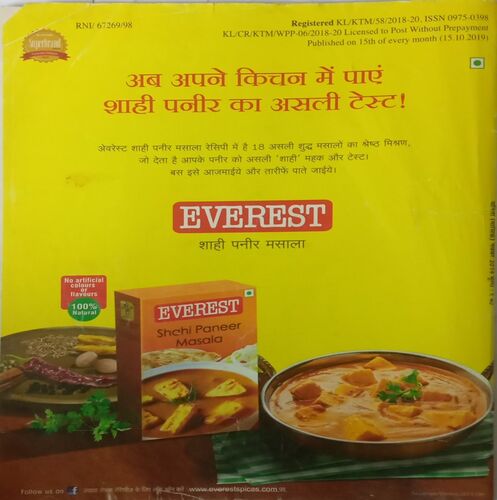 Superbrand
RNI/ 67269/98
Registered KL/KTM/58/2018-20, ISSN 0975-0398
KL/CR/KTM/WPP-06/2018-20 Licensed to Post Without Prepayment
Published on 15th of every month (15.10.2019)
अब अपने किचन में पाएं
शाही पनीर का असली टेस्ट!
अेवरेस्ट शाही पनीर मसाला रेसिपी में है 18 असली शुद्ध मसालों का श्रेष्ठ मिश्रण,
जो देता है आपके पनीर को असली 'शाही' महक और टेस्ट।
बस इसे आजमाईये और तारीफे पाते जाईये।
EVEREST
शाही पनीर मसाला
No artificial
colours
or
flavours
100%
Natural
EVEREST
Shahi Paneer
Masala
Follow us on f
www.everestspices.com